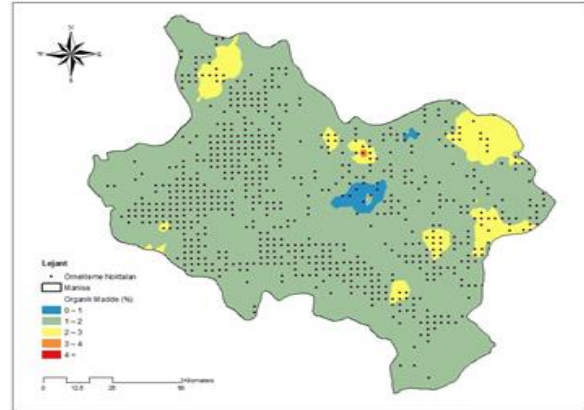 N
S
Lejant
Örnekleme Noktaları
Manisa
Organik Madde (%)
0 – 1
1 – 2
2 – 3
3 – 4
4 +
Kilometers
0 12,5 25 50